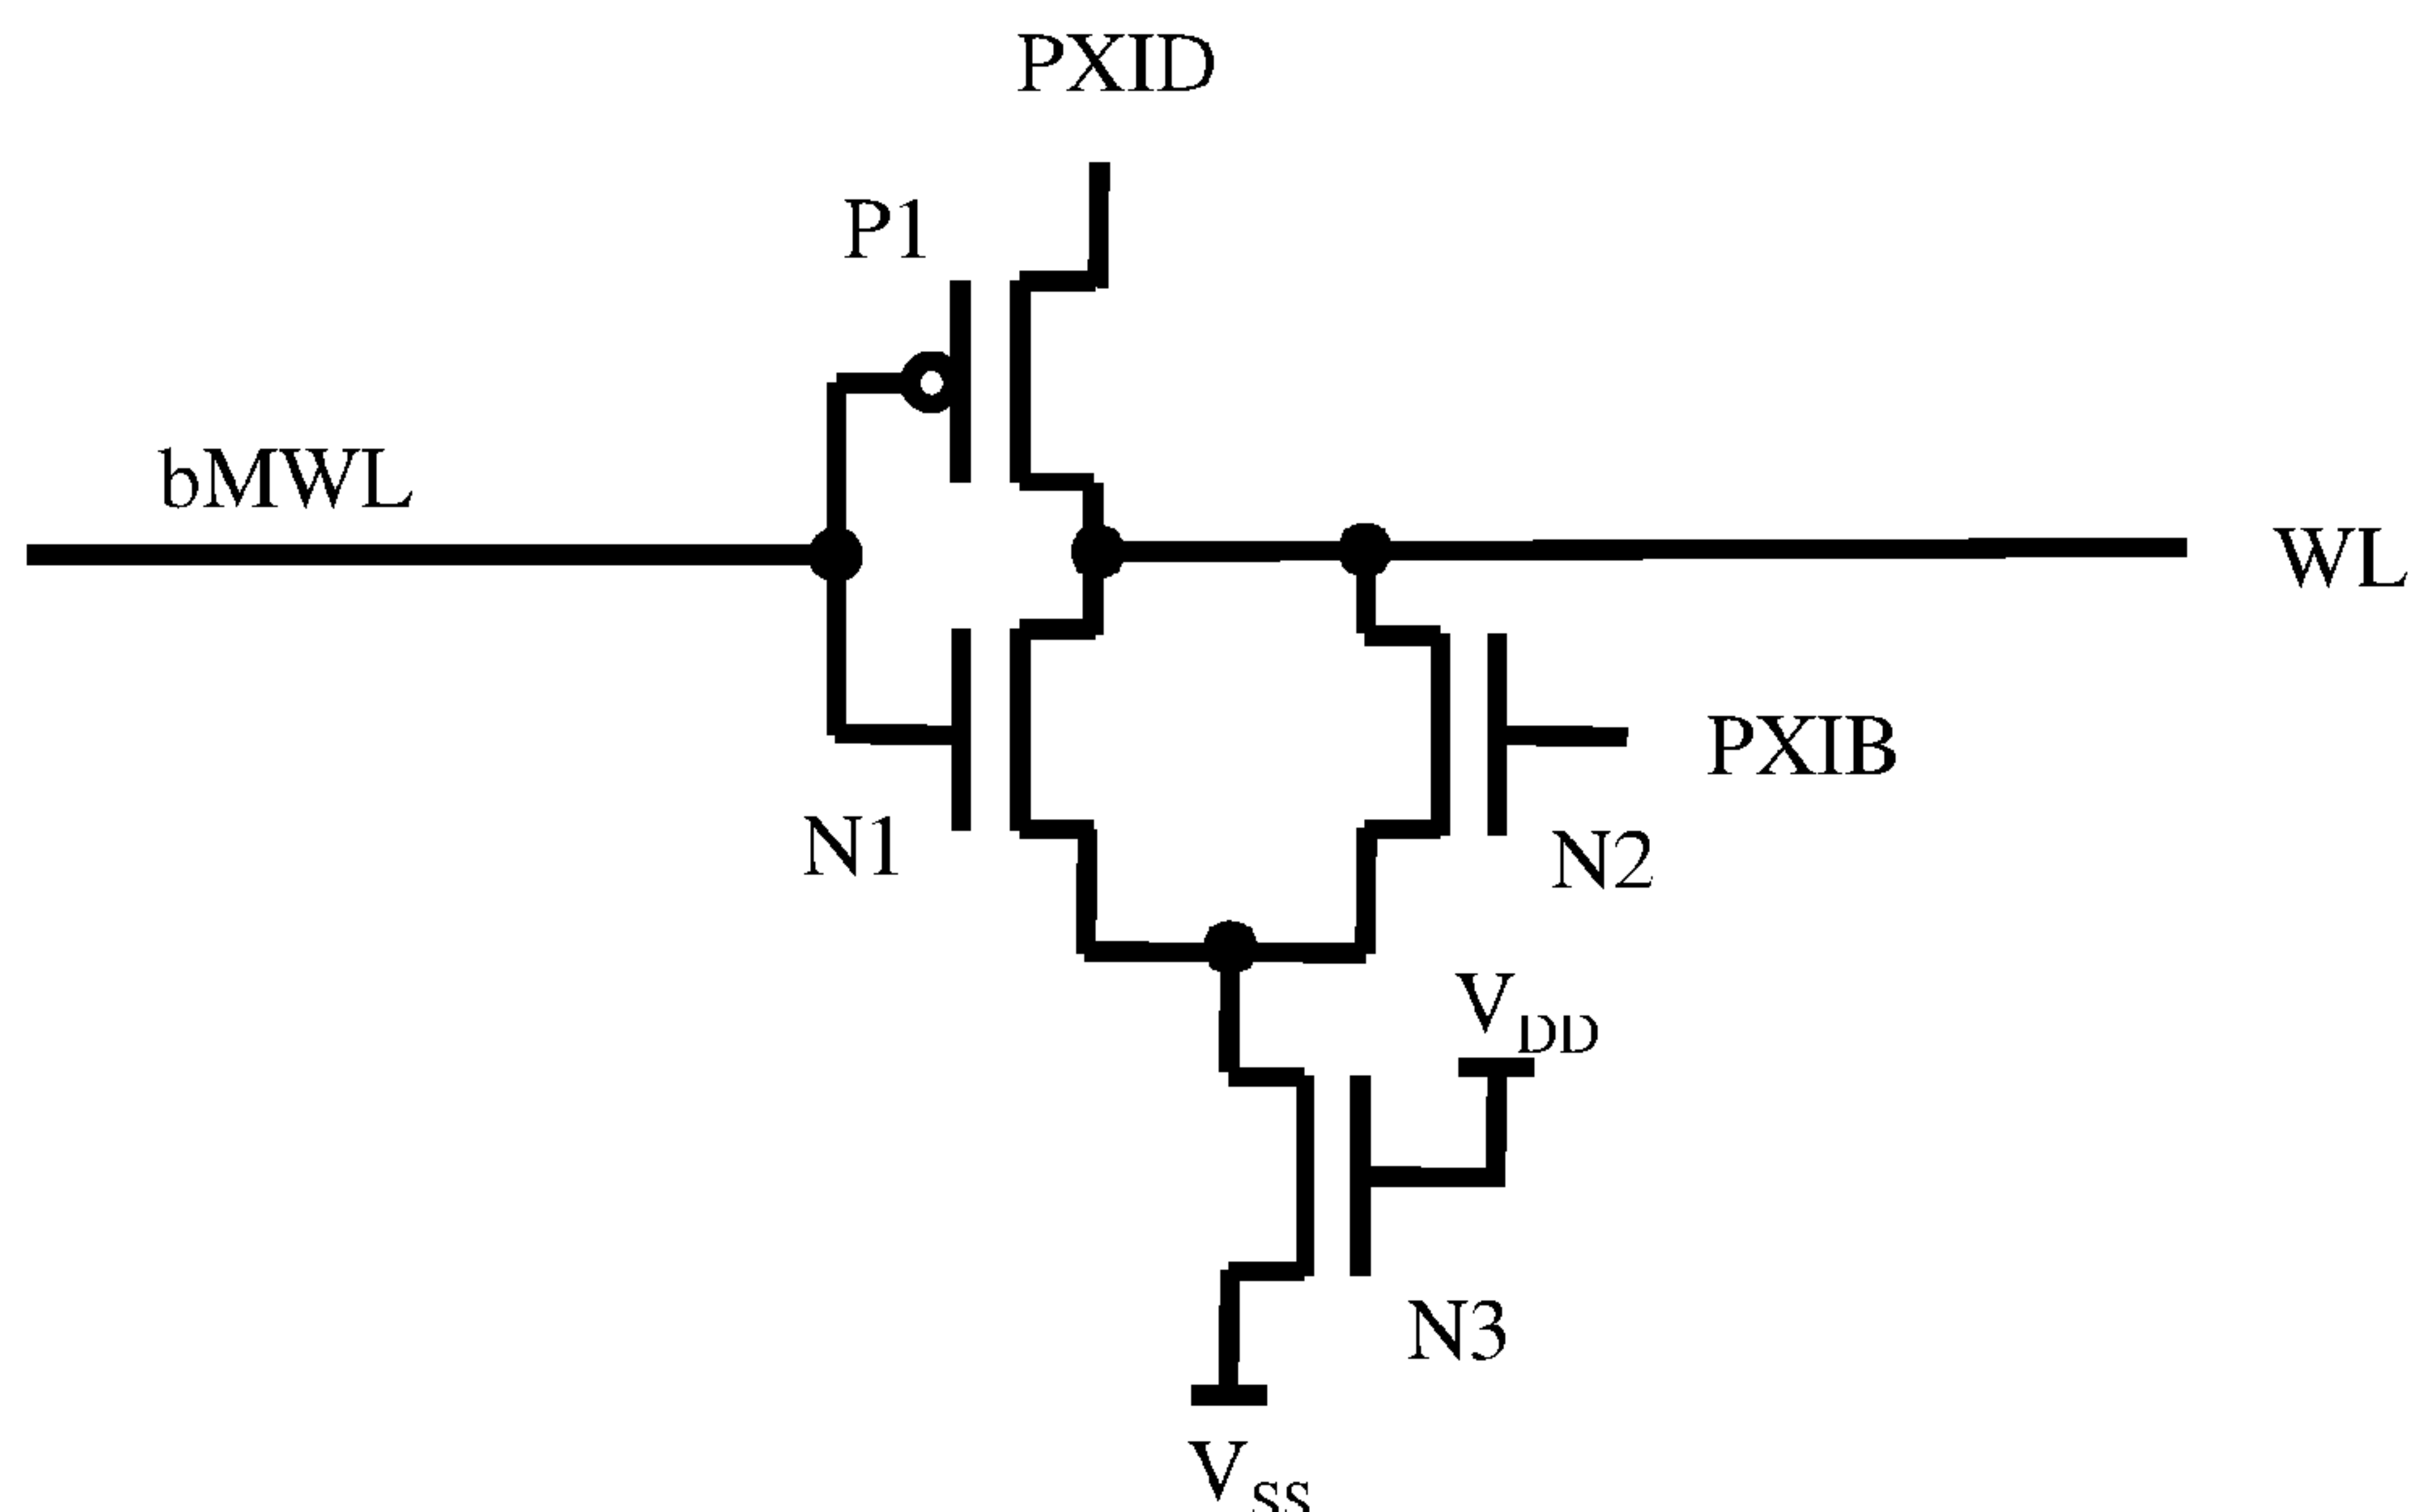 PXID
P1
bMWL
WL
PXIB
N1
N2
VDD
N3
VSS